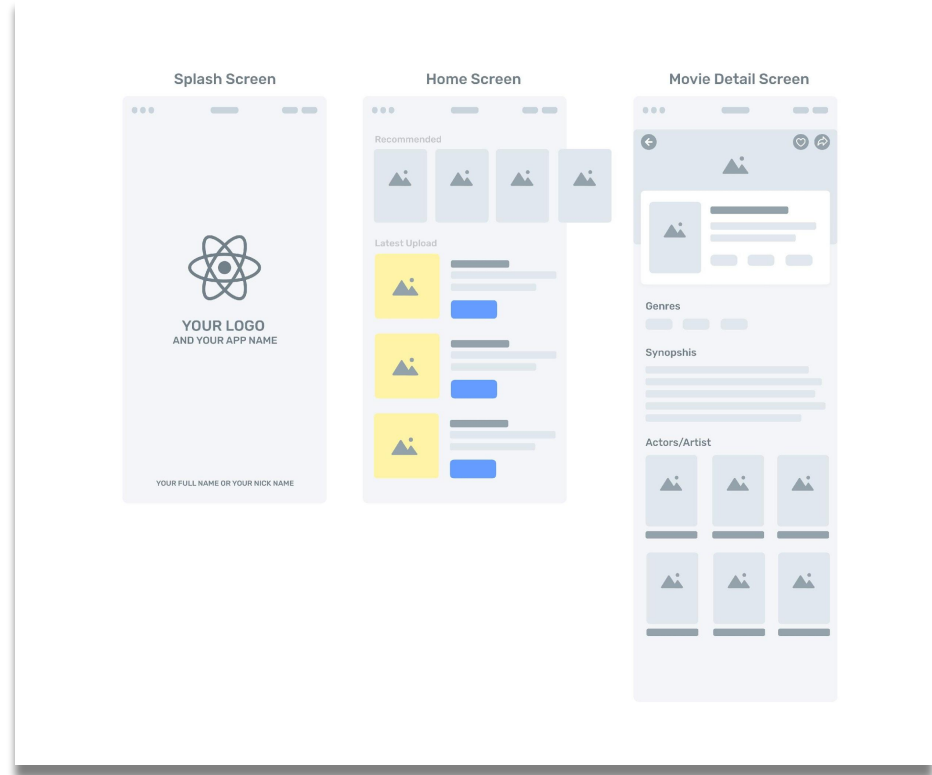 Splash Screen
Home Screen
Movie Detail Screen
YOUR LOGO
AND YOUR APP NAME
YOUR FULL NAME OR YOUR NICK NAME
Recommended
Latest Upload
Genres
Synopshis
Actors/Artist